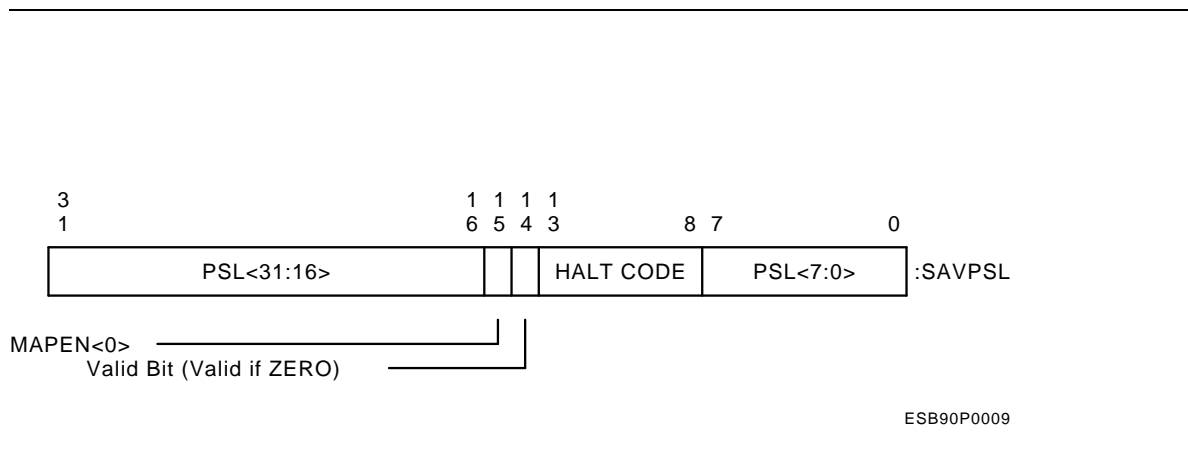 3 1 1 1 1
1 6 5 4 3 8 7 0
PSL<31:16> HALT CODE PSL<7:0> :SAVPSL
MAPEN<0>
Valid Bit (Valid if ZERO)
ESB90P0009